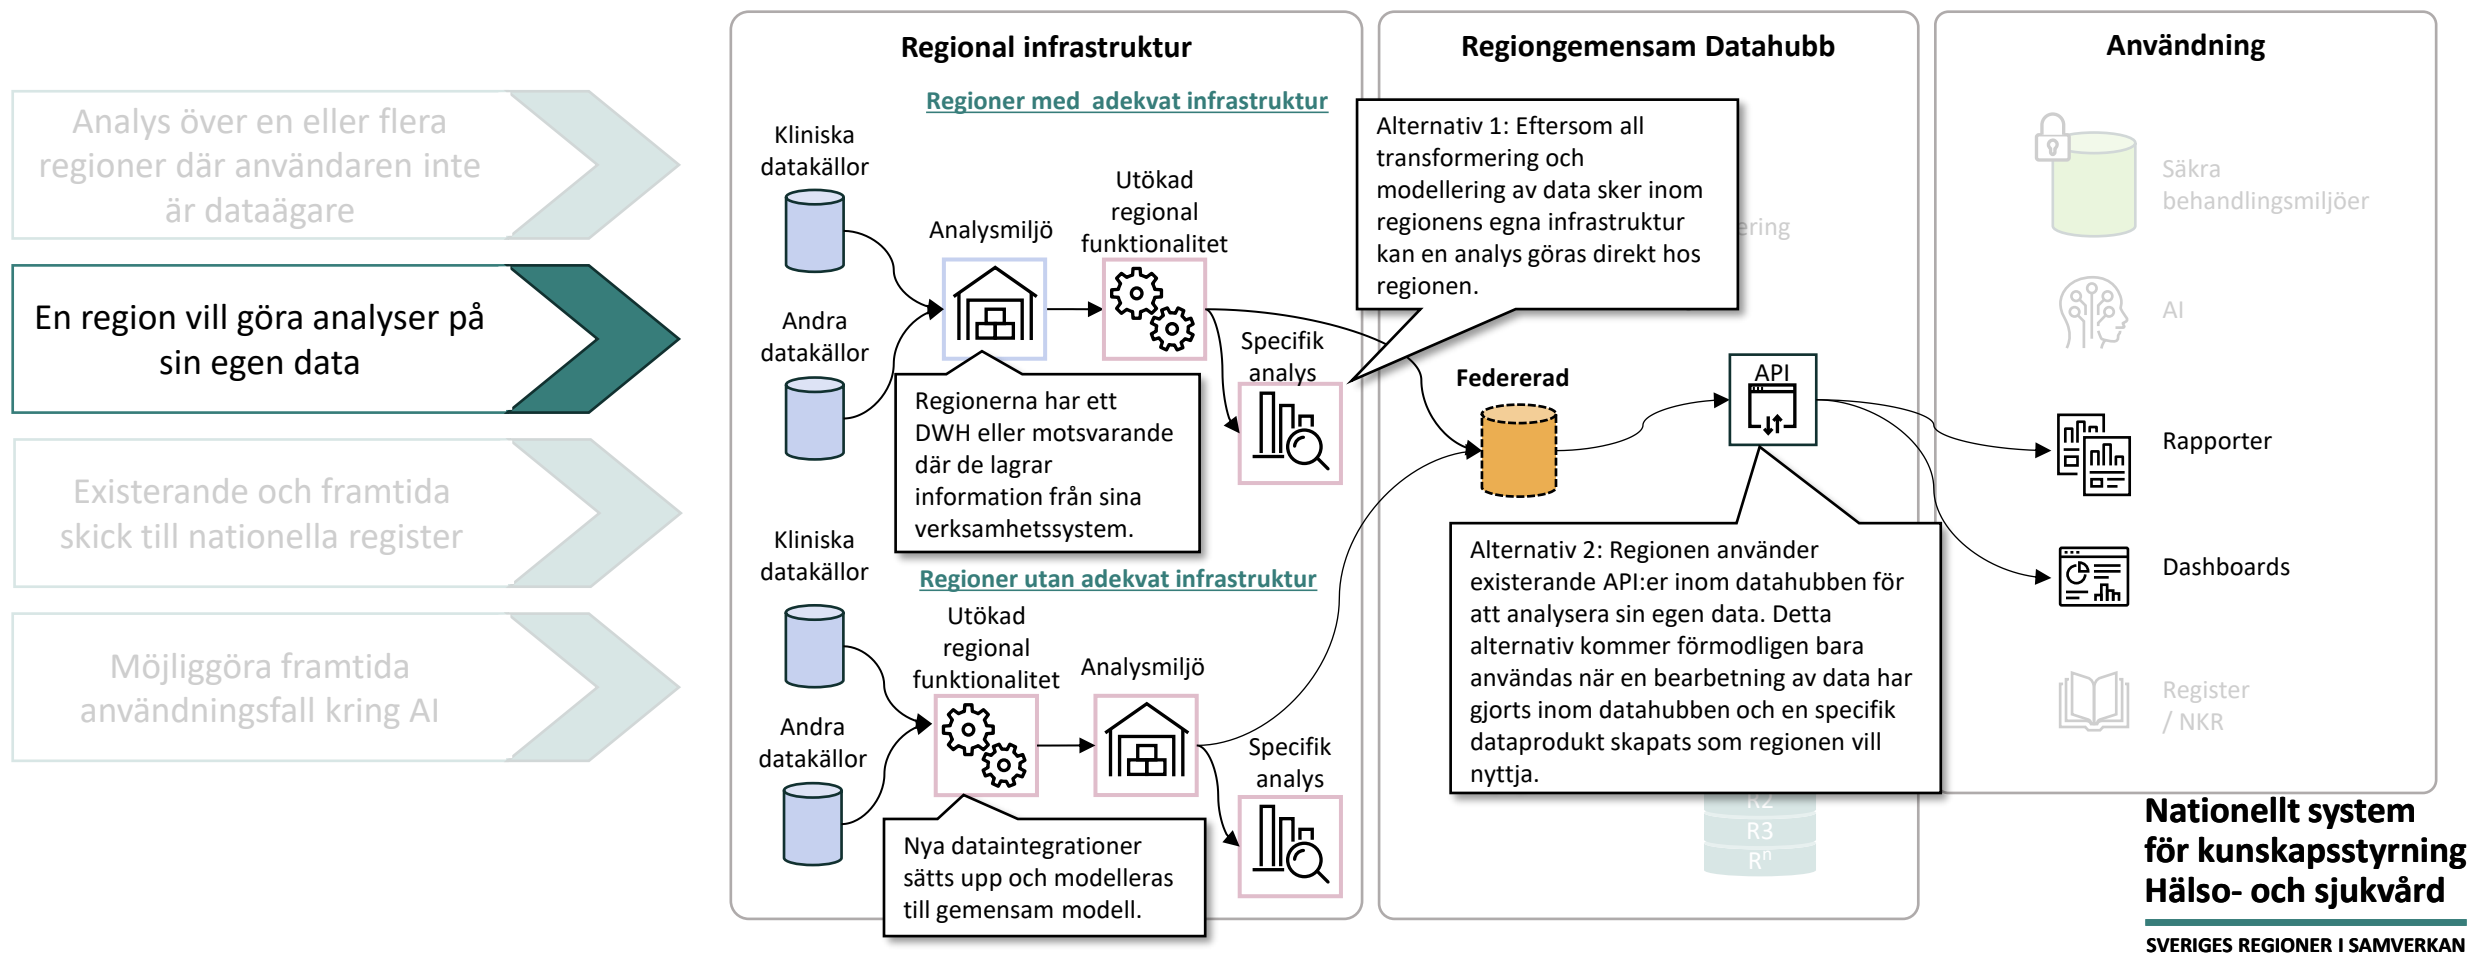 Regional infrastruktur
Regiongemensam Datahubb
Användning
Analys över en eller flera
regioner där användaren inte
är dataägare
En region vill göra analyser på
sin egen data
Existerande och framtida
skick till nationella register
Möjliggöra framtida
användningsfall kring AI
Regioner med adekvat infrastruktur
Kliniska
datakällor
Andra
datakällor
Analysmiljö
Utökad
regional
funktionalitet
Specifik
analys
Regionerna har ett
DWH eller motsvarande
där de lagrar
information från sina
verksamhetssystem.
Alternativ 1: Eftersom all
transformering och
modellering av data sker inom
regionens egna infrastruktur
kan en analys göras direkt hos
regionen.
Regioner utan adekvat infrastruktur
Kliniska
datakällor
Andra
datakällor
Utökad
regional
funktionalitet
Analysmiljö
Specifik
analys
Nya dataintegrationer
sätts upp och modelleras
till gemensam modell.
Federerad
API
Alternativ 2: Regionen använder
existerande API:er inom datahubben för
att analysera sin egen data. Detta
alternativ kommer förmodligen bara
användas när en bearbetning av data har
gjorts inom datahubben och en specifik
dataprodukt skapats som regionen vill
nyttja.
R2
R3
Rⁿ
Säkra
behandlingsmiljöer
AI
Rapporter
Dashboards
Register
/ NKR
Nationellt system
för kunskapsstyrning
Hälso- och sjukvård
SVERIGES REGIONER I SAMVERKAN